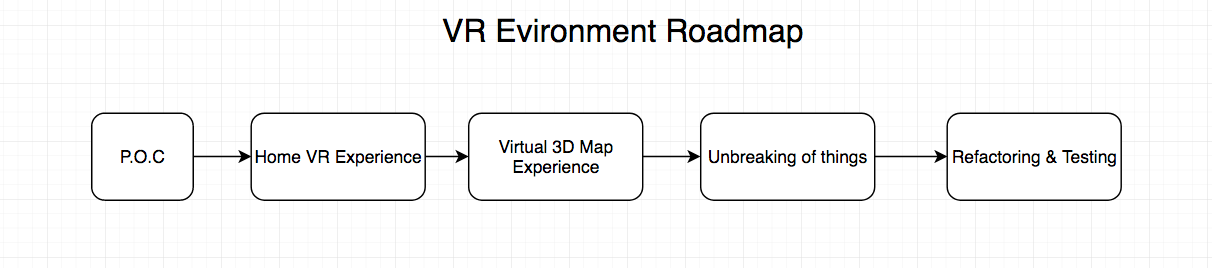 VR Evironment Roadmap
P.O.C
Home VR Experience
Virtual 3D Map
Experience
Unbreaking of things
Refactoring & Testing